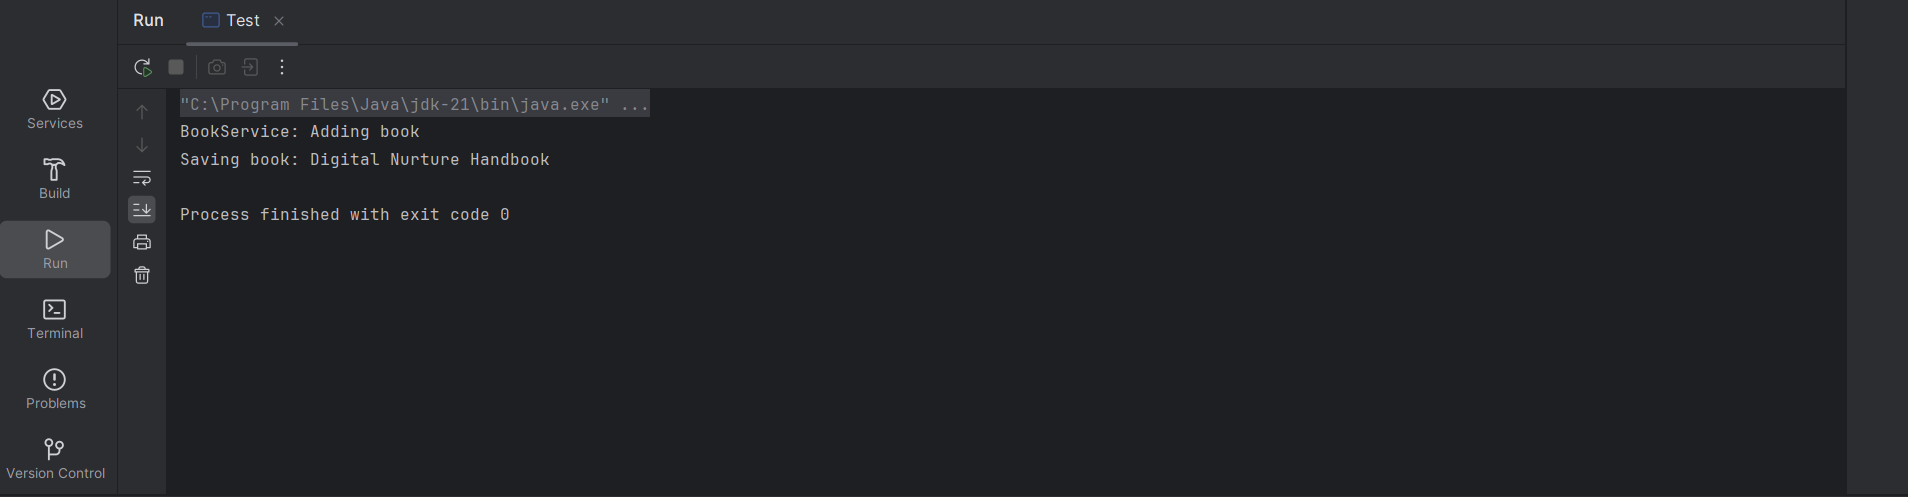 Run
Test
Services
Build
Run
Terminal
Problems
Version Control
"C:\Program Files\Java\jdk-21\bin\java.exe" ...
BookService: Adding book
Saving book: Digital Nurture Handbook
Process finished with exit code 0